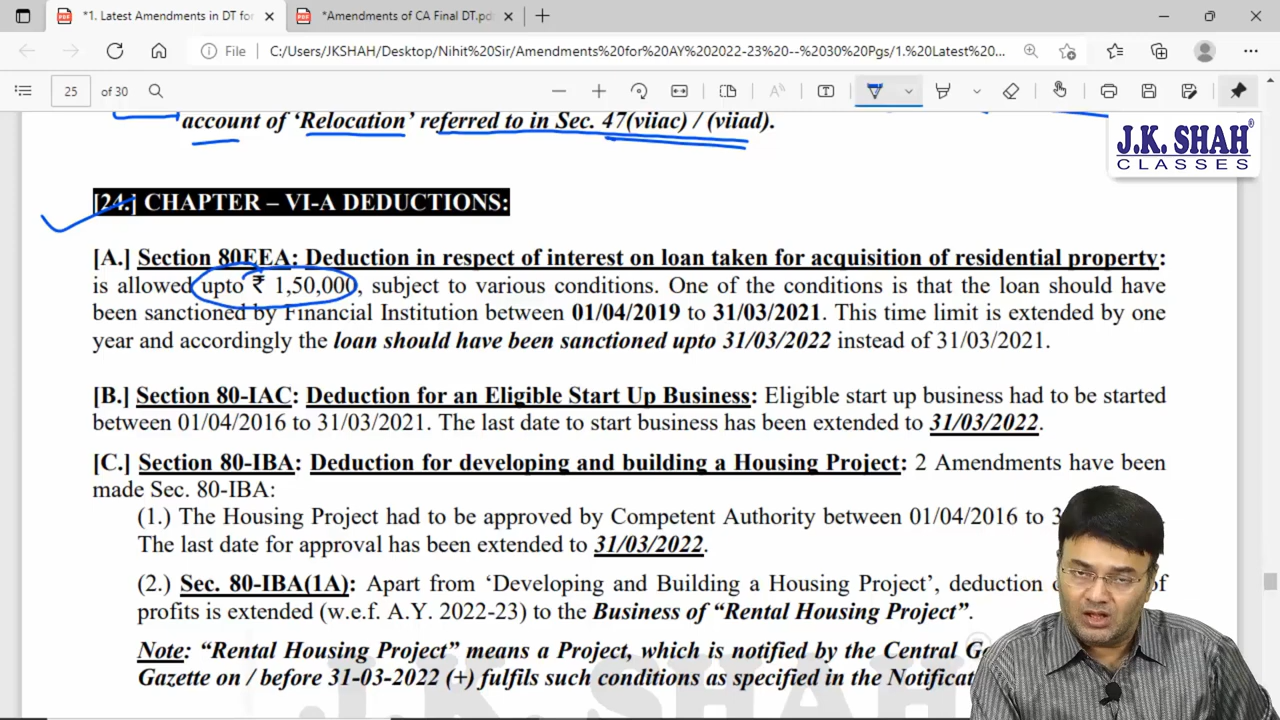 *1. Latest Amendments in DT for
*Amendments of CA Final DT.pd
File
C:/Users/JKSHAH/Desktop/Nihit%20Sir/Amendments%20for%20AY%202022-23%20--%2030%20Pgs/1.%20Latest%20...
25 of 30
account of ‘Relocation’ referred to in Sec. 47(viiac) / (viiad).
J.K. SHAH®
CLASSES
[24.] CHAPTER – VI-A DEDUCTIONS:
[A.] Section 80EEA: Deduction in respect of interest on loan taken for acquisition of residential property:
is allowed upto ₹ 1,50,000, subject to various conditions. One of the conditions is that the loan should have
been sanctioned by Financial Institution between 01/04/2019 to 31/03/2021. This time limit is extended by one
year and accordingly the loan should have been sanctioned upto 31/03/2022 instead of 31/03/2021.
[B.] Section 80-IAC: Deduction for an Eligible Start Up Business: Eligible start up business had to be started
between 01/04/2016 to 31/03/2021. The last date to start business has been extended to 31/03/2022.
[C.] Section 80-IBA: Deduction for developing and building a Housing Project: 2 Amendments have been
made Sec. 80-IBA:
(1.) The Housing Project had to be approved by Competent Authority between 01/04/2016 to
The last date for approval has been extended to 31/03/2022.
(2.) Sec. 80-IBA(1A): Apart from ‘Developing and Building a Housing Project’, deduction of
profits is extended (w.e.f. A.Y. 2022-23) to the Business of “Rental Housing Project”.
Note: “Rental Housing Project” means a Project, which is notified by the Central
Gazette on / before 31-03-2022 (+) fulfils such conditions as specified in the
J.K. SHAH